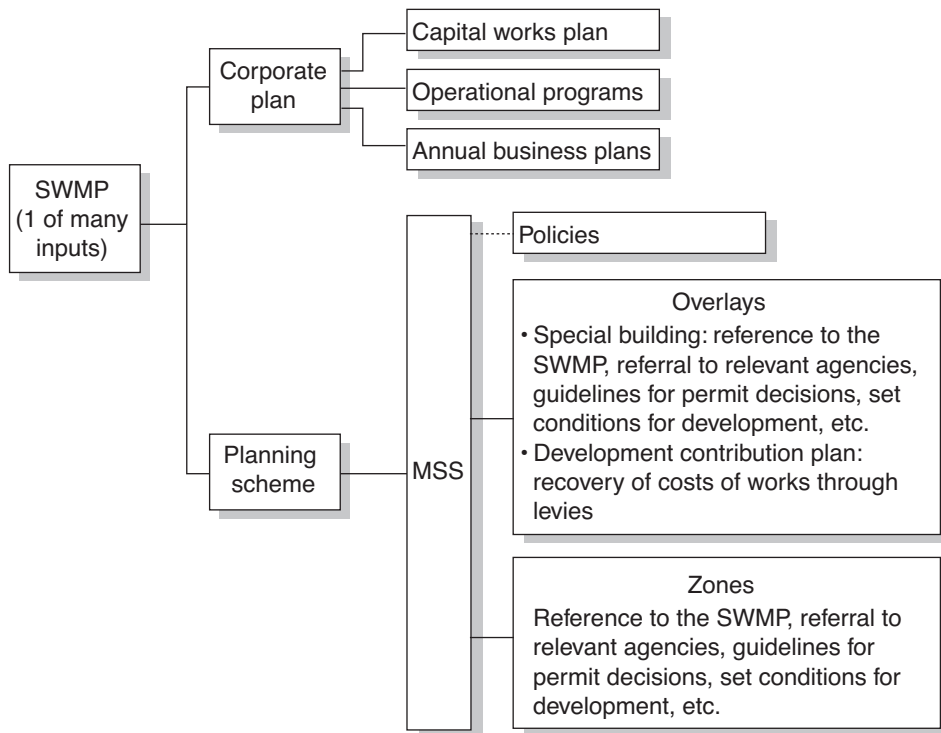 SWMP
(1 of many
inputs)
Corporate
plan
Capital works plan
Operational programs
Annual business plans
Planning
scheme
MSS
Policies
Overlays
• Special building: reference to the
SWMP, referral to relevant agencies,
guidelines for permit decisions, set
conditions for development, etc.
• Development contribution plan:
recovery of costs of works through
levies
Zones
Reference to the SWMP, referral to
relevant agencies, guidelines for
permit decisions, set conditions for
development, etc.